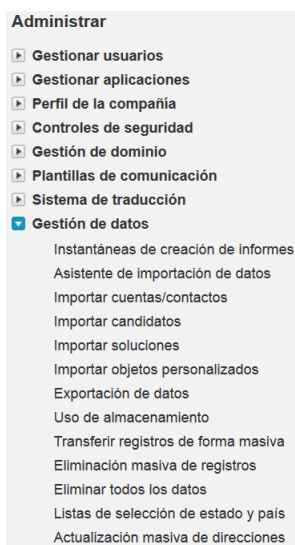 Administrar
Gestionar usuarios
Gestionar aplicaciones
Perfil de la compañía
Controles de seguridad
Gestión de dominio
Plantillas de comunicación
Sistema de traducción
Gestión de datos
Instantáneas de creación de informes
Asistente de importación de datos
Importar cuentas/contactos
Importar candidatos
Importar soluciones
Importar objetos personalizados
Exportación de datos
Uso de almacenamiento
Transferir registros de forma masiva
Eliminación masiva de registros
Eliminar todos los datos
Listas de selección de estado y país
Actualización masiva de direcciones